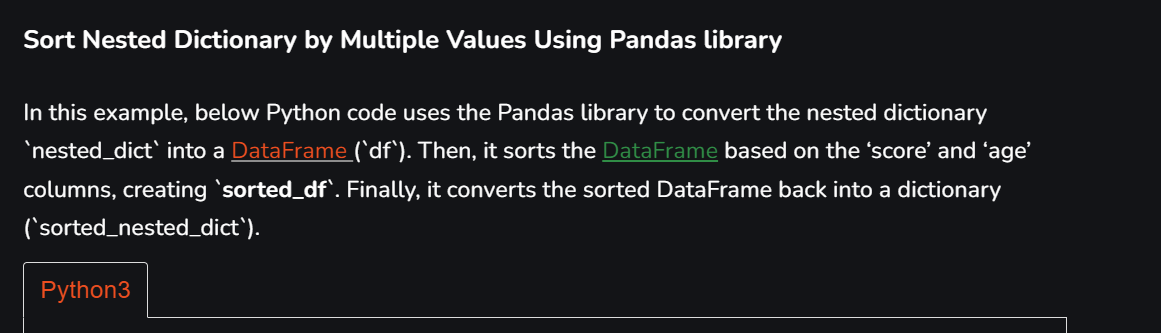 Sort Nested Dictionary by Multiple Values Using Pandas library
In this example, below Python code uses the Pandas library to convert the nested dictionary
`nested_dict` into a DataFrame (`df`). Then, it sorts the DataFrame based on the ‘score’ and ‘age’
columns, creating `sorted_df`. Finally, it converts the sorted DataFrame back into a dictionary
(`sorted_nested_dict`).
Python3